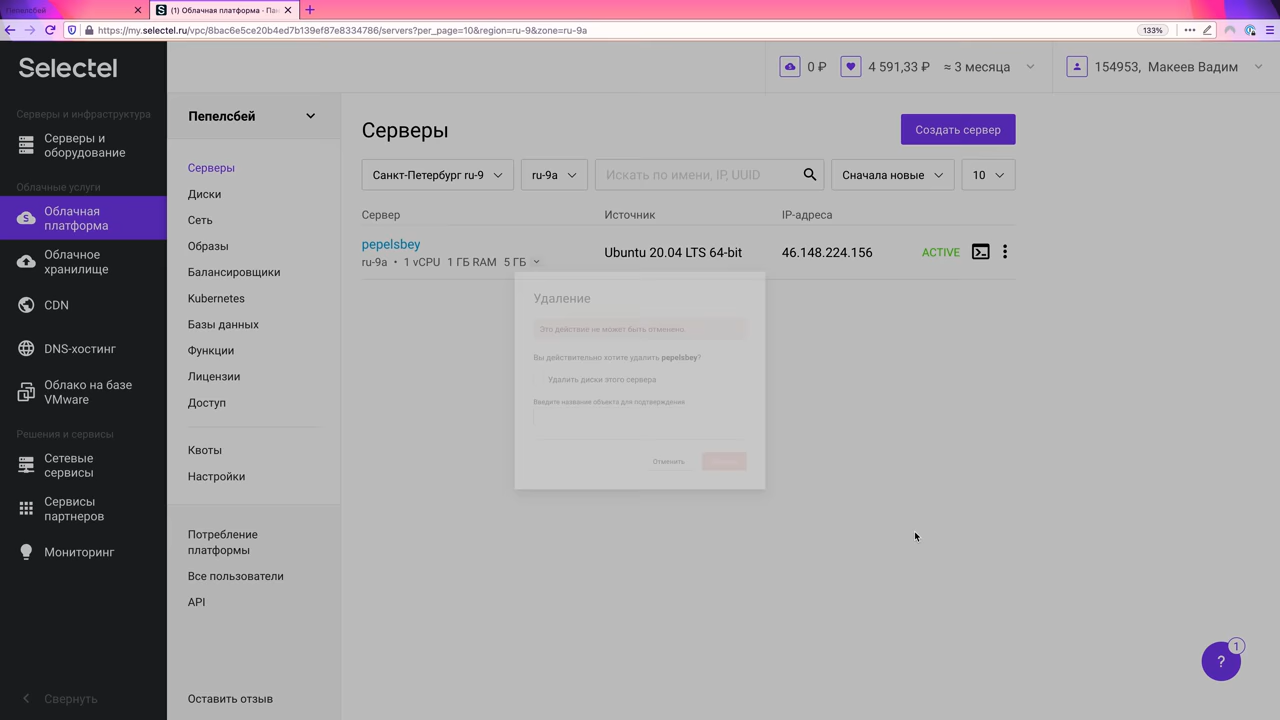 Пепелсбей
(1) Облачная платформа · Па
https://my.selectel.ru/vpc/8bac6e5ce20b4ed7b139ef87e8334786/servers?per_page=10&region=ru-9&zone=ru-9a
133%
Selectel
0 ₽
4 591,33 ₽
≈ 3 месяца
154953, Макеев Вадим
Серверы и инфраструктура
Серверы и
оборудование
Облачные услуги
Облачная
платформа
Облачное
хранилище
CDN
DNS-хостинг
Облако на базе
VMware
Решения и сервисы
Сетевые
сервисы
Сервисы
партнеров
Мониторинг
Свернуть
Пепелсбей
Серверы
Диски
Сеть
Образы
Балансировщики
Kubernetes
Базы данных
Функции
Лицензии
Доступ
Квоты
Настройки
Потребление
платформы
Все пользователи
API
Оставить отзыв
Серверы
Создать сервер
Санкт-Петербург ru-9
ru-9a
Искать по имени, IP, UUID
Сначала новые
10
Сервер
Источник
IP-адреса
pepelsbey
ru-9a • 1 vCPU 1 ГБ RAM 5 ГБ
Ubuntu 20.04 LTS 64-bit
46.148.224.156
ACTIVE
Удаление
Это действие не может быть отменено
Вы действительно хотите удалить pepelsbey?
Удалить диски этого сервера
Введите название объекта для подтверждения
Отменить
?
1